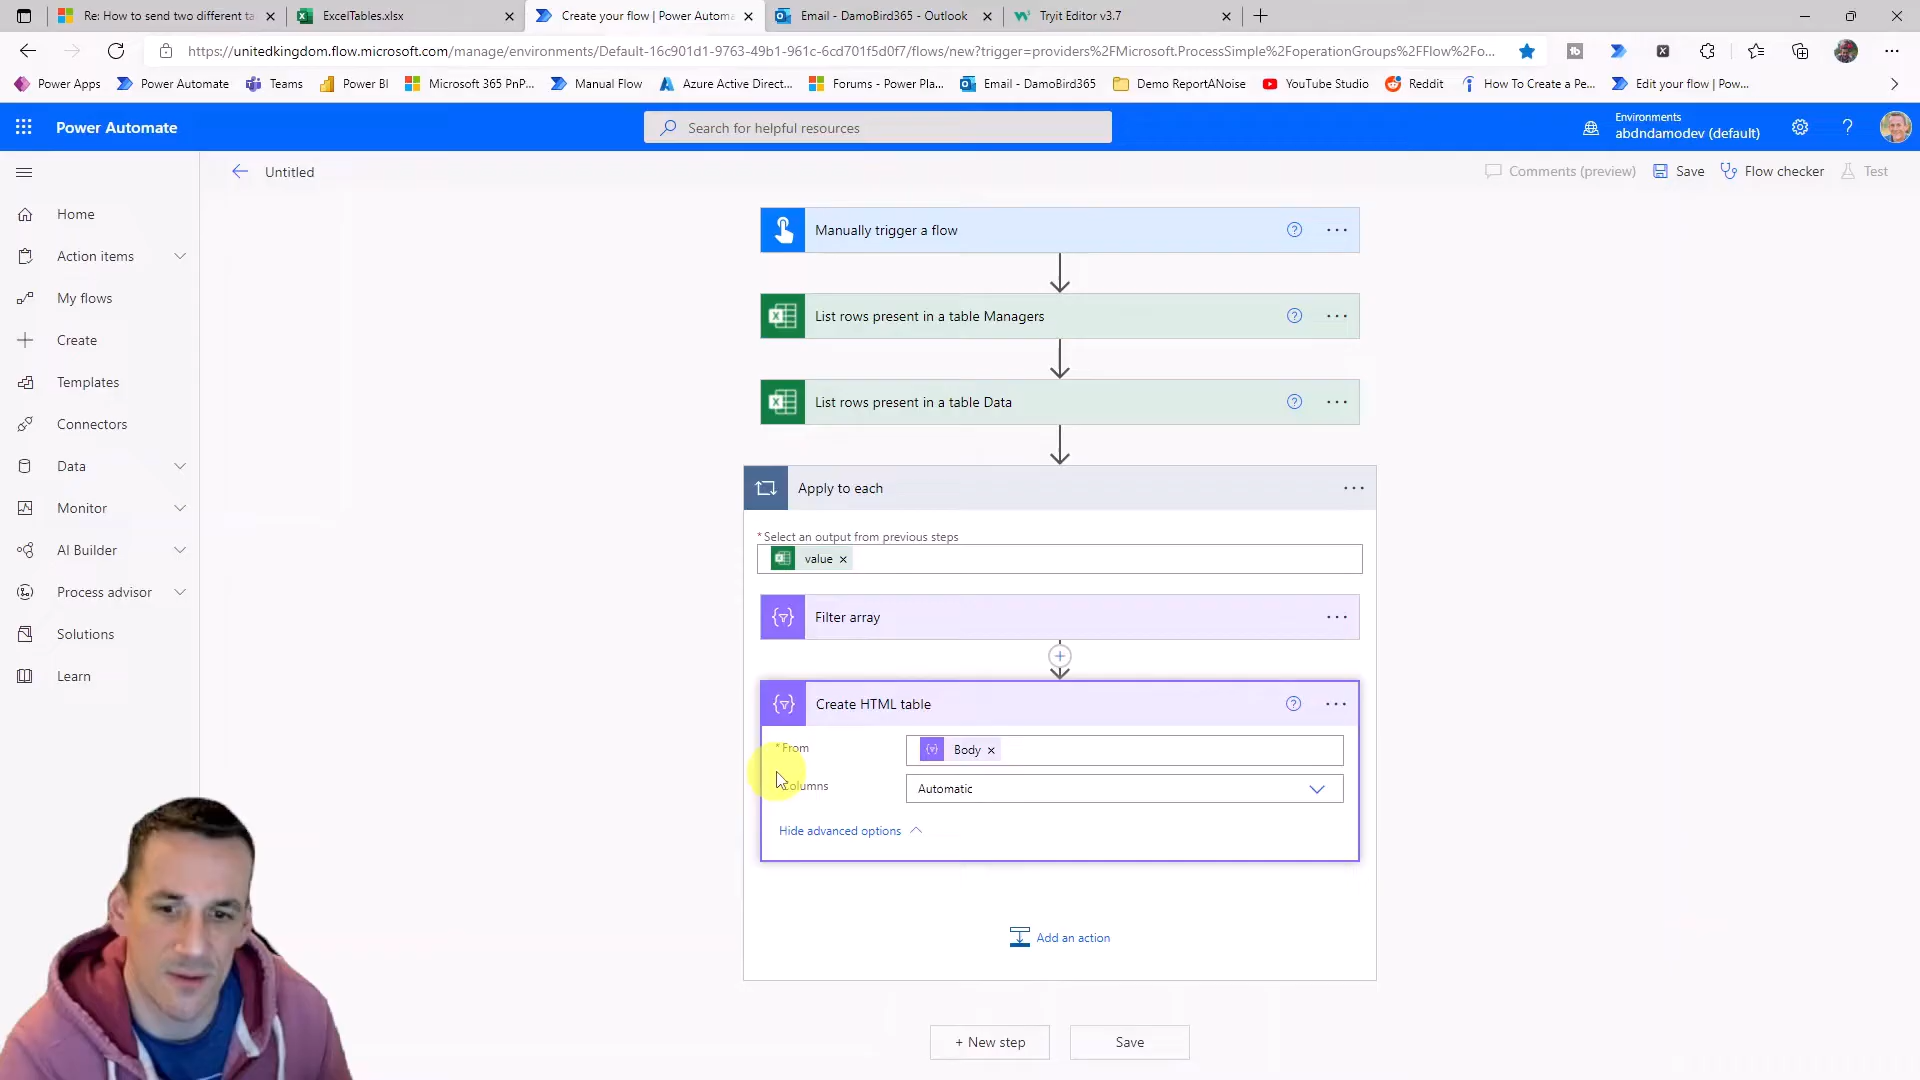 Re: How to send two different ta
ExcelTables.xlsx
Create your flow | Power Automa
Email - DamoBird365 - Outlook
Tryit Editor v3.7
https://unitedkingdom.flow.microsoft.com/manage/environments/Default-16c901d1-9763-49b1-961c-6cd701f5d0f7/flows/new?trigger=providers%2FMicrosoft.ProcessSimple%2FoperationGroups%2FFlow%2Fo...
Power Apps
Power Automate
Teams
Power BI
Microsoft 365 PnP...
Manual Flow
Azure Active Direct...
Forums - Power Pla...
Email - DamoBird365
Demo ReportANoise
YouTube Studio
Reddit
How To Create a Pe...
Edit your flow | Pow...
Power Automate
Search for helpful resources
Environments
abdndamodev (default)
Untitled
Comments (preview)
Save
Flow checker
Test
Home
Action items
My flows
Create
Templates
Connectors
Data
Monitor
AI Builder
Process advisor
Solutions
Learn
Manually trigger a flow
List rows present in a table Managers
List rows present in a table Data
Apply to each
* Select an output from previous steps
value
Filter array
Create HTML table
* From
Body
Columns
Automatic
Hide advanced options
Add an action
+ New step
Save